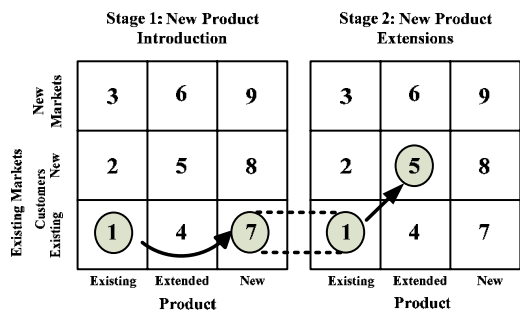 Stage 1: New Product
Introduction
Stage 2: New Product
Extensions
New
Markets
3 6 9
3 6 9
Existing Markets
Customers
New
2 5 8
2 5 8
Existing
1 4 7
1 4 7
Existing Extended New
Existing Extended New
Product
Product